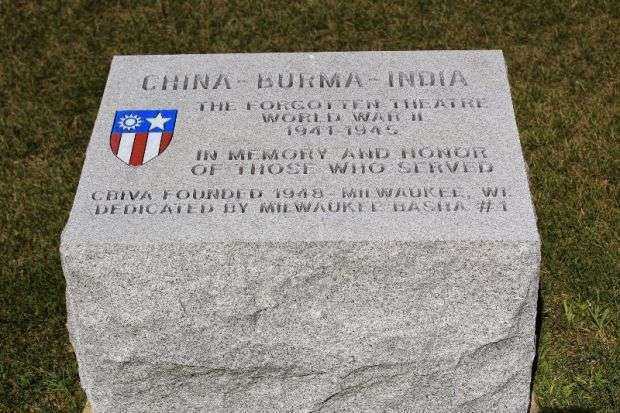 CHINA-BURMA-INDIA
THE FORGOTTEN THEATRE
WORLD WAR II
1941-1945
IN MEMORY AND HONOR
OF THOSE WHO SERVED
CBIVA FOUNDED 1948-MILWAUKEE, WI.
DEDICATED BY MILWAUKEE BASHA #1